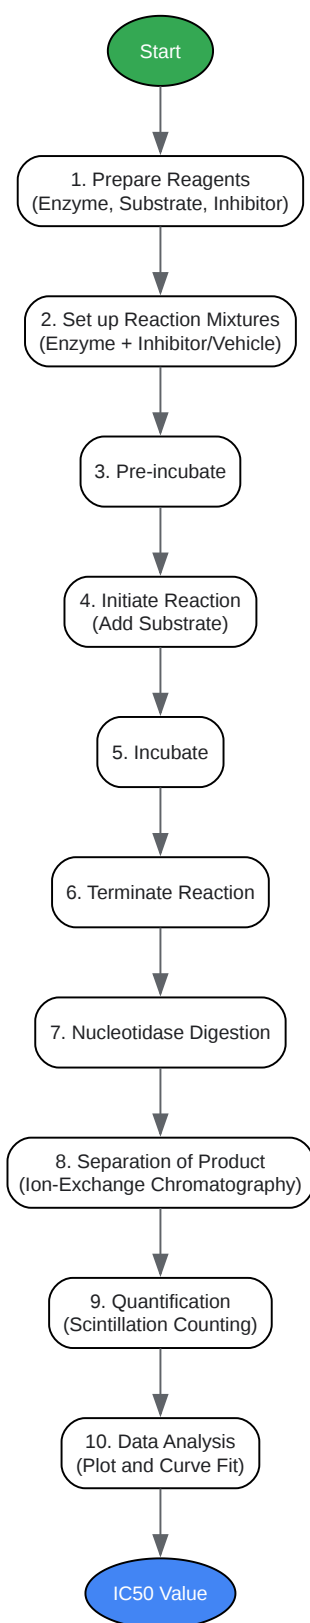 Start
1. Prepare Reagents
(Enzyme, Substrate, Inhibitor)
2. Set up Reaction Mixtures
(Enzyme + Inhibitor/Vehicle)
3. Pre-incubate
4. Initiate Reaction
(Add Substrate)
5. Incubate
6. Terminate Reaction
7. Nucleotidase Digestion
8. Separation of Product
(Ion-Exchange Chromatography)
9. Quantification
(Scintillation Counting)
10. Data Analysis
(Plot and Curve Fit)
IC50 Value